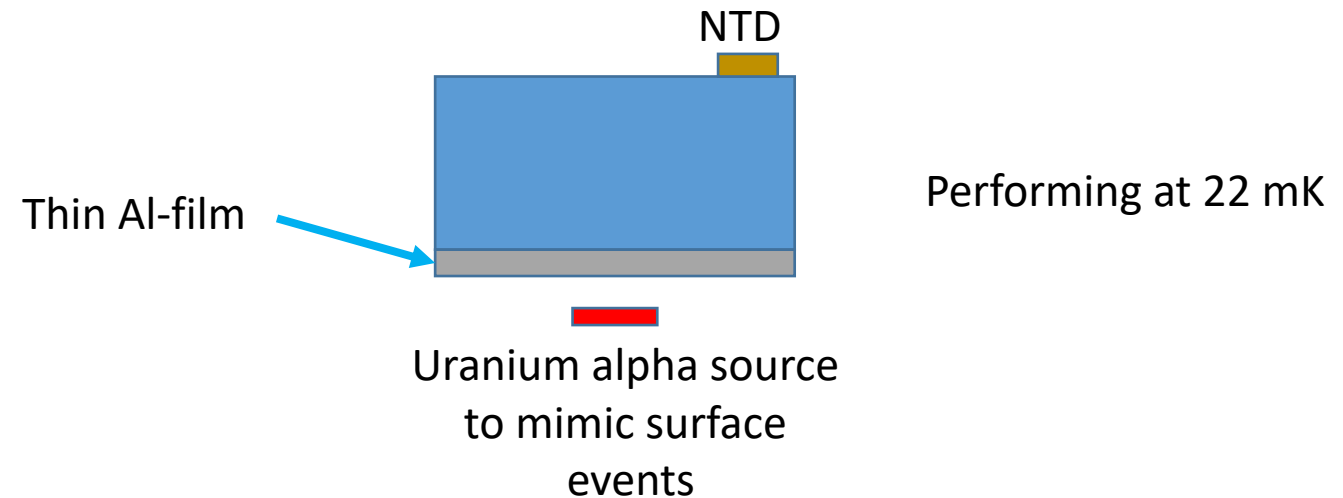 NTD
Thin Al-film
Performing at 22 mK
Uranium alpha source
to mimic surface
events